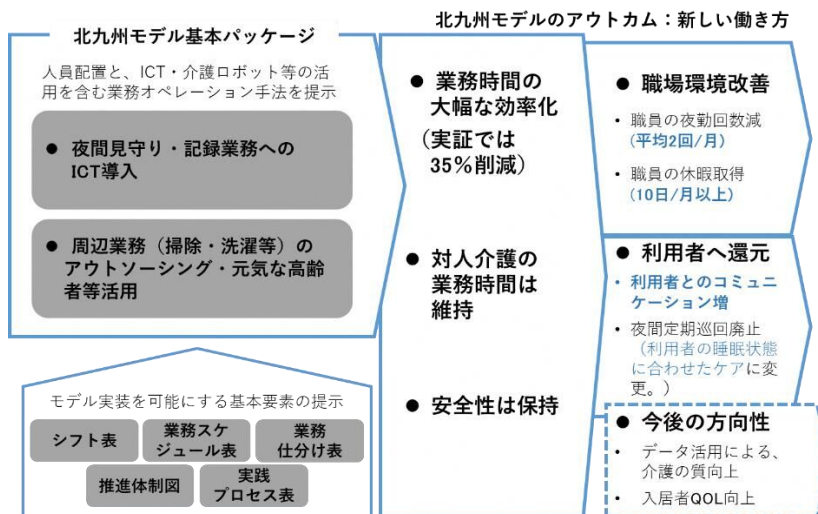 北九州モデルのアウトカム：新しい働き方
北九州モデル基本パッケージ
人員配置と、ICT・介護ロボット等の活
用を含む業務オペレーション手法を提示
● 夜間見守り・記録業務への
ICT導入
● 周辺業務（掃除・洗濯等）の
アウトソーシング・元気な高齢
者等活用
モデル実装を可能にする基本要素の提示
シフト表
業務スケ
ジュール表
業務
仕分け表
推進体制図
実践
プロセス表
● 業務時間の
大幅な効率化
（実証では
35%削減）
● 対人介護の
業務時間は
維持
● 安全性は保持
● 職場環境改善
• 職員の夜勤回数減
(平均2回/月)
• 職員の休暇取得
(10日/月以上)
● 利用者へ還元
• 利用者とのコミュニ
ケーション増
• 夜間定期巡回廃止
（利用者の睡眠状態
に合わせたケアに変
更。）
● 今後の方向性
• データ活用による、
介護の質向上
• 入居者QOL向上